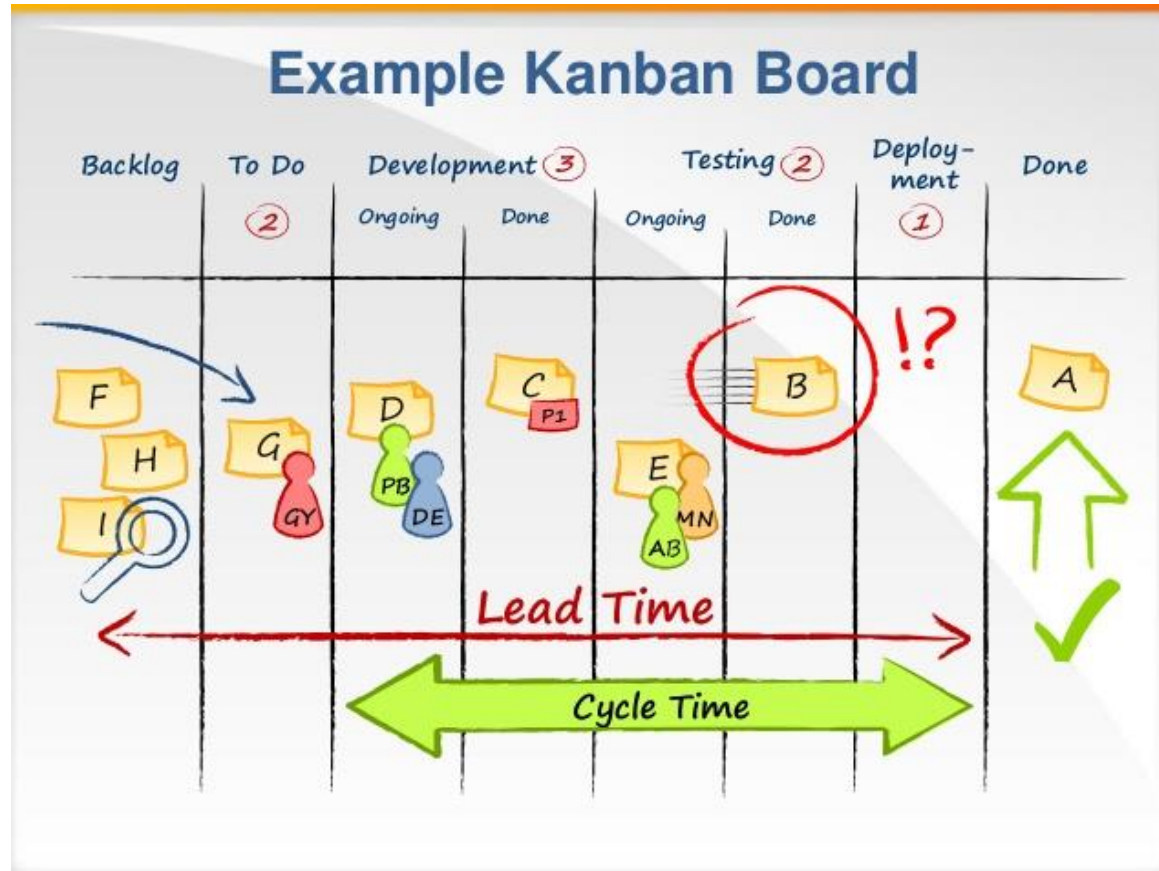 Example Kanban Board
Backlog
To Do
2
Development 3
Ongoing
Done
Testing 2
Ongoing
Done
Deploy-
ment
1
Done
F
H
I
G
GY
D
PB
DE
C
P1
E
MN
AB
B
!?
A
Lead Time
Cycle Time